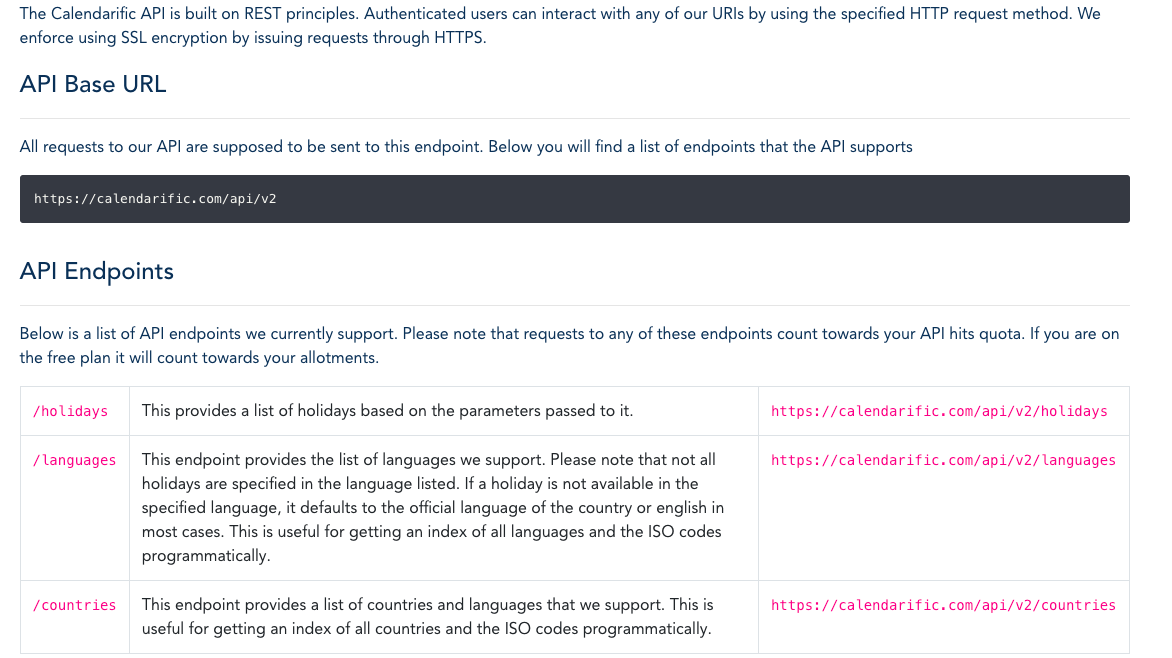 The Calendarific API is built on REST principles. Authenticated users can interact with any of our URIs by using the specified HTTP request method. We
enforce using SSL encryption by issuing requests through HTTPS.
API Base URL
All requests to our API are supposed to be sent to this endpoint. Below you will find a list of endpoints that the API supports
https://calendarific.com/api/v2
API Endpoints
Below is a list of API endpoints we currently support. Please note that requests to any of these endpoints count towards your API hits quota. If you are on
the free plan it will count towards your allotments.
/holidays This provides a list of holidays based on the parameters passed to it. https://calendarific.com/api/v2/holidays
/languages This endpoint provides the list of languages we support. Please note that not all https://calendarific.com/api/v2/languages
holidays are specified in the language listed. If a holiday is not available in the
specified language, it defaults to the official language of the country or english in
most cases. This is useful for getting an index of all languages and the ISO codes
programmatically.
/countries This endpoint provides a list of countries and languages that we support. This is https://calendarific.com/api/v2/countries
useful for getting an index of all countries and the ISO codes programmatically.